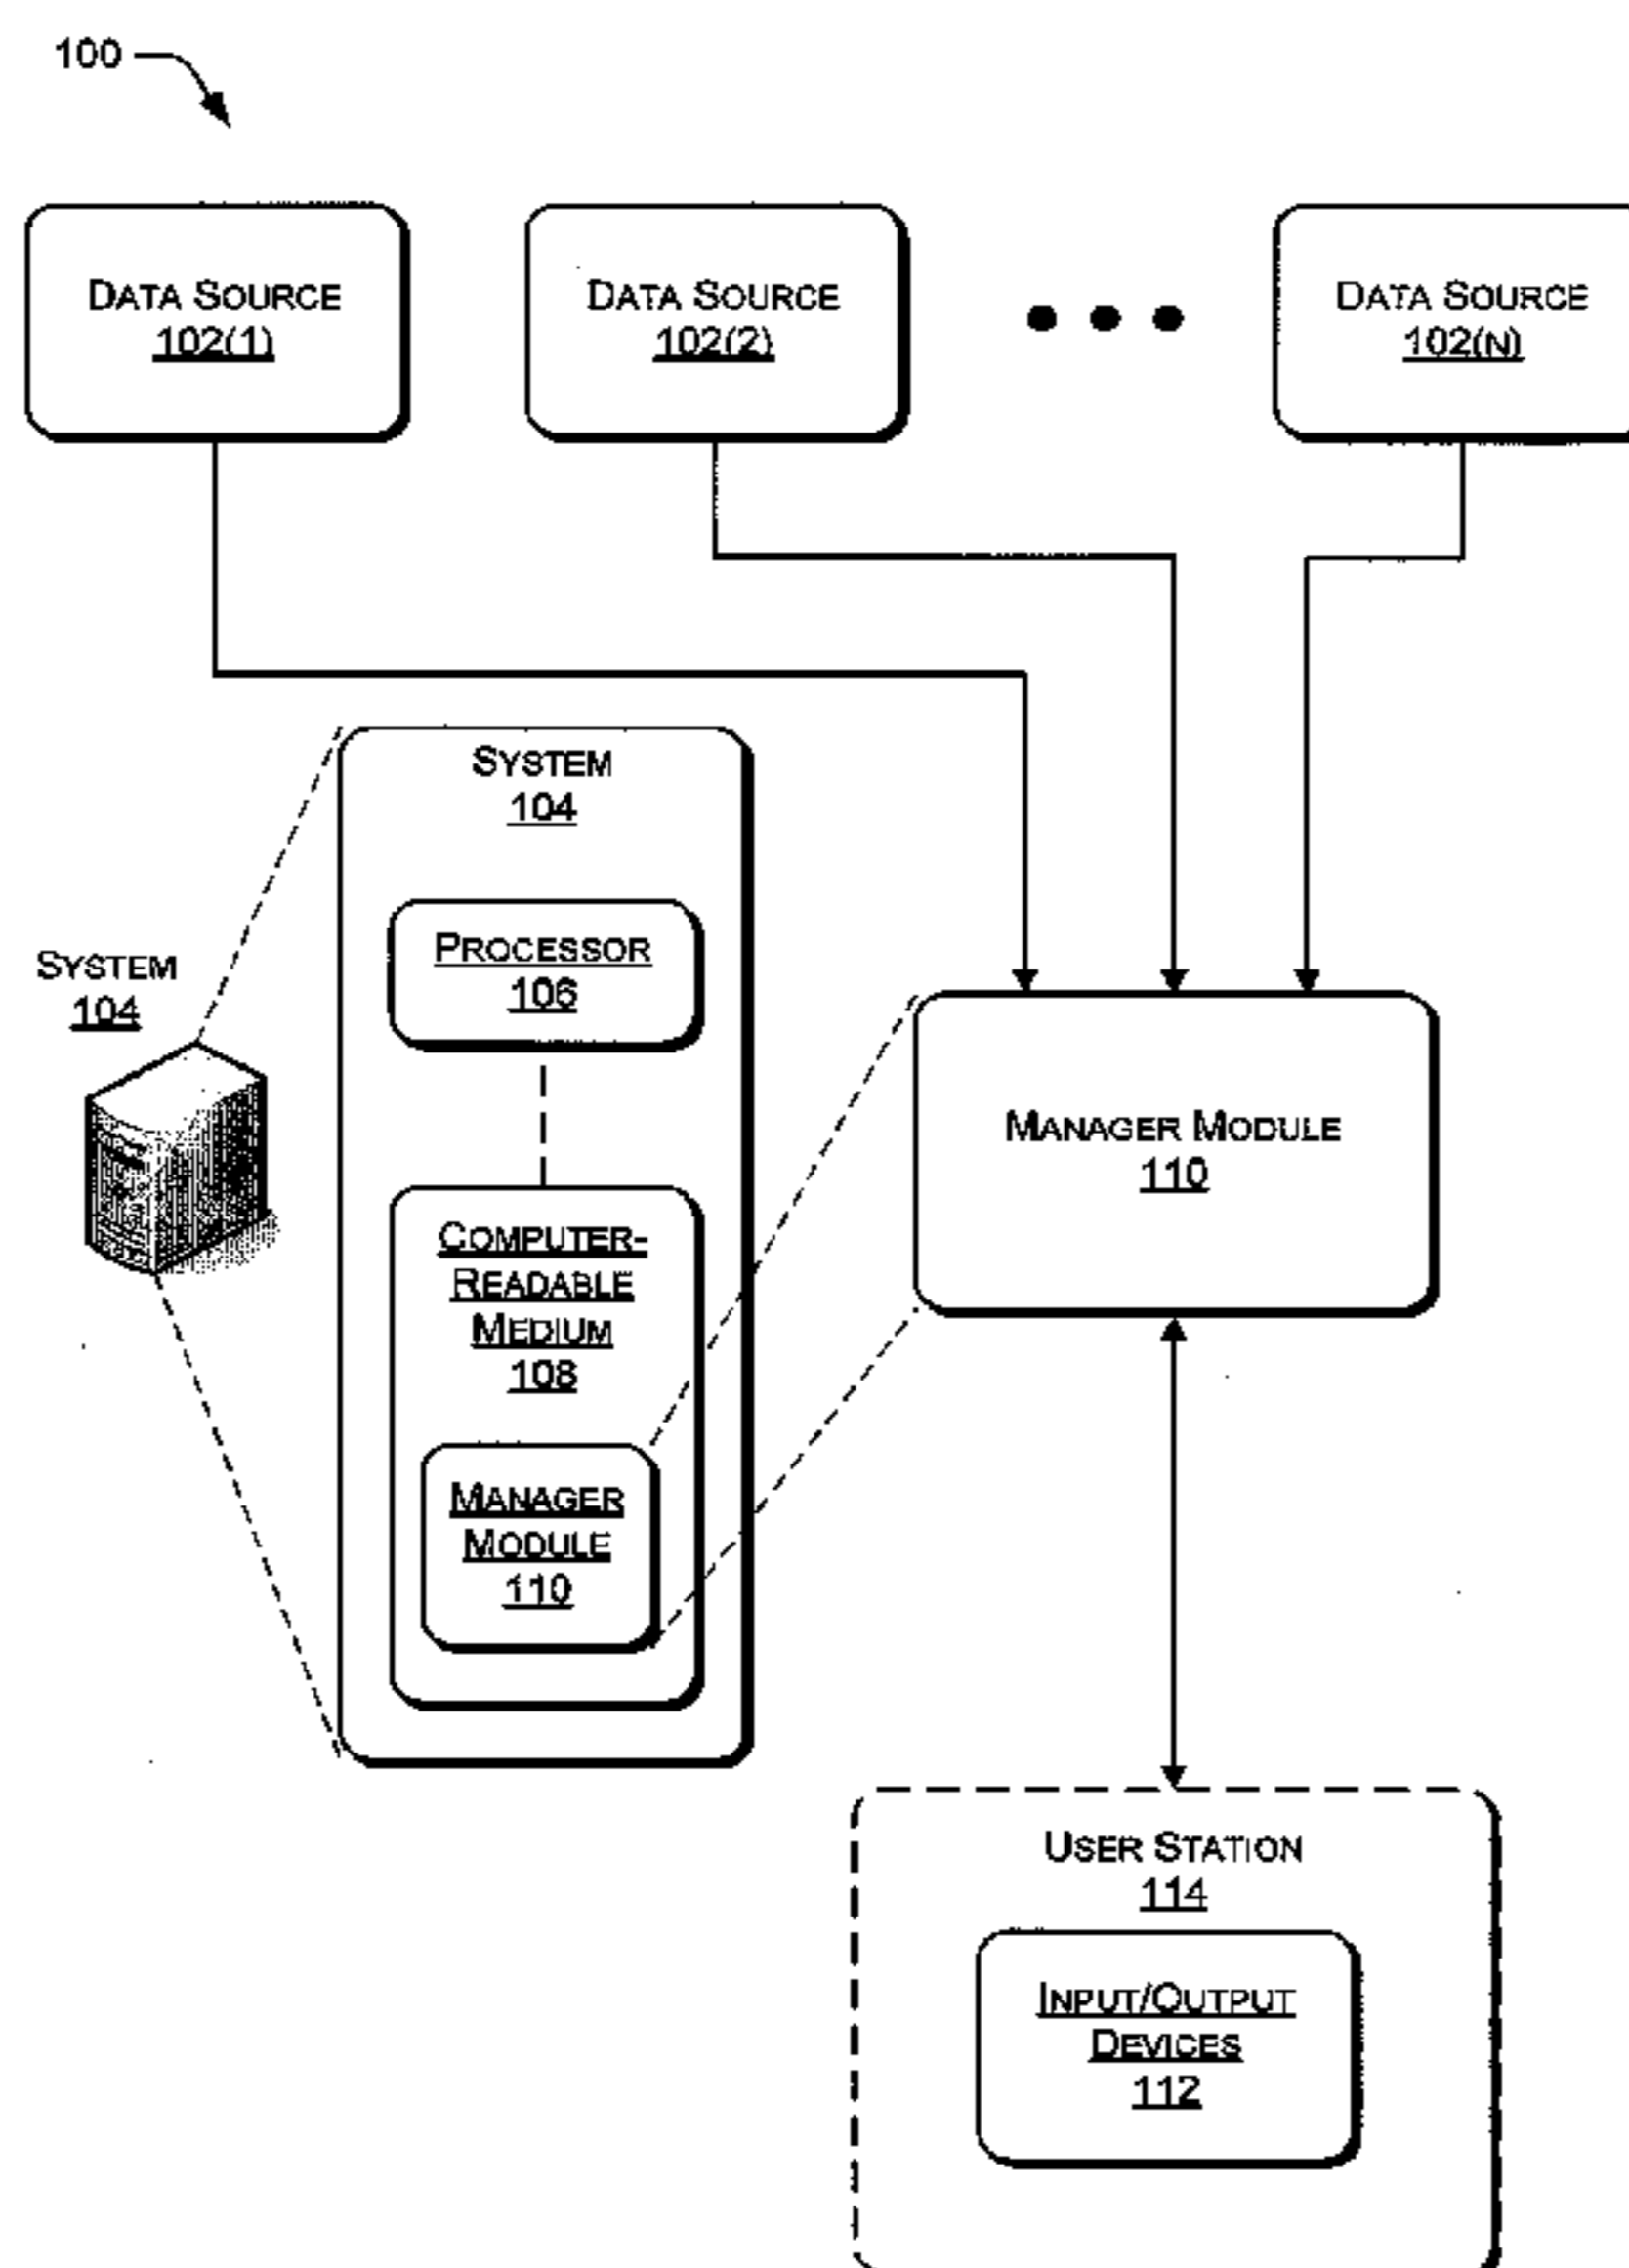 100
DATA SOURCE
102(1)
DATA SOURCE
102(2)
DATA SOURCE
102(N)
SYSTEM
104
PROCESSOR
106
SYSTEM
104
COMPUTER-
READABLE
MEDIUM
108
MANAGER
MODULE
110
MANAGER MODULE
110
USER STATION
114
INPUT/OUTPUT
DEVICES
112